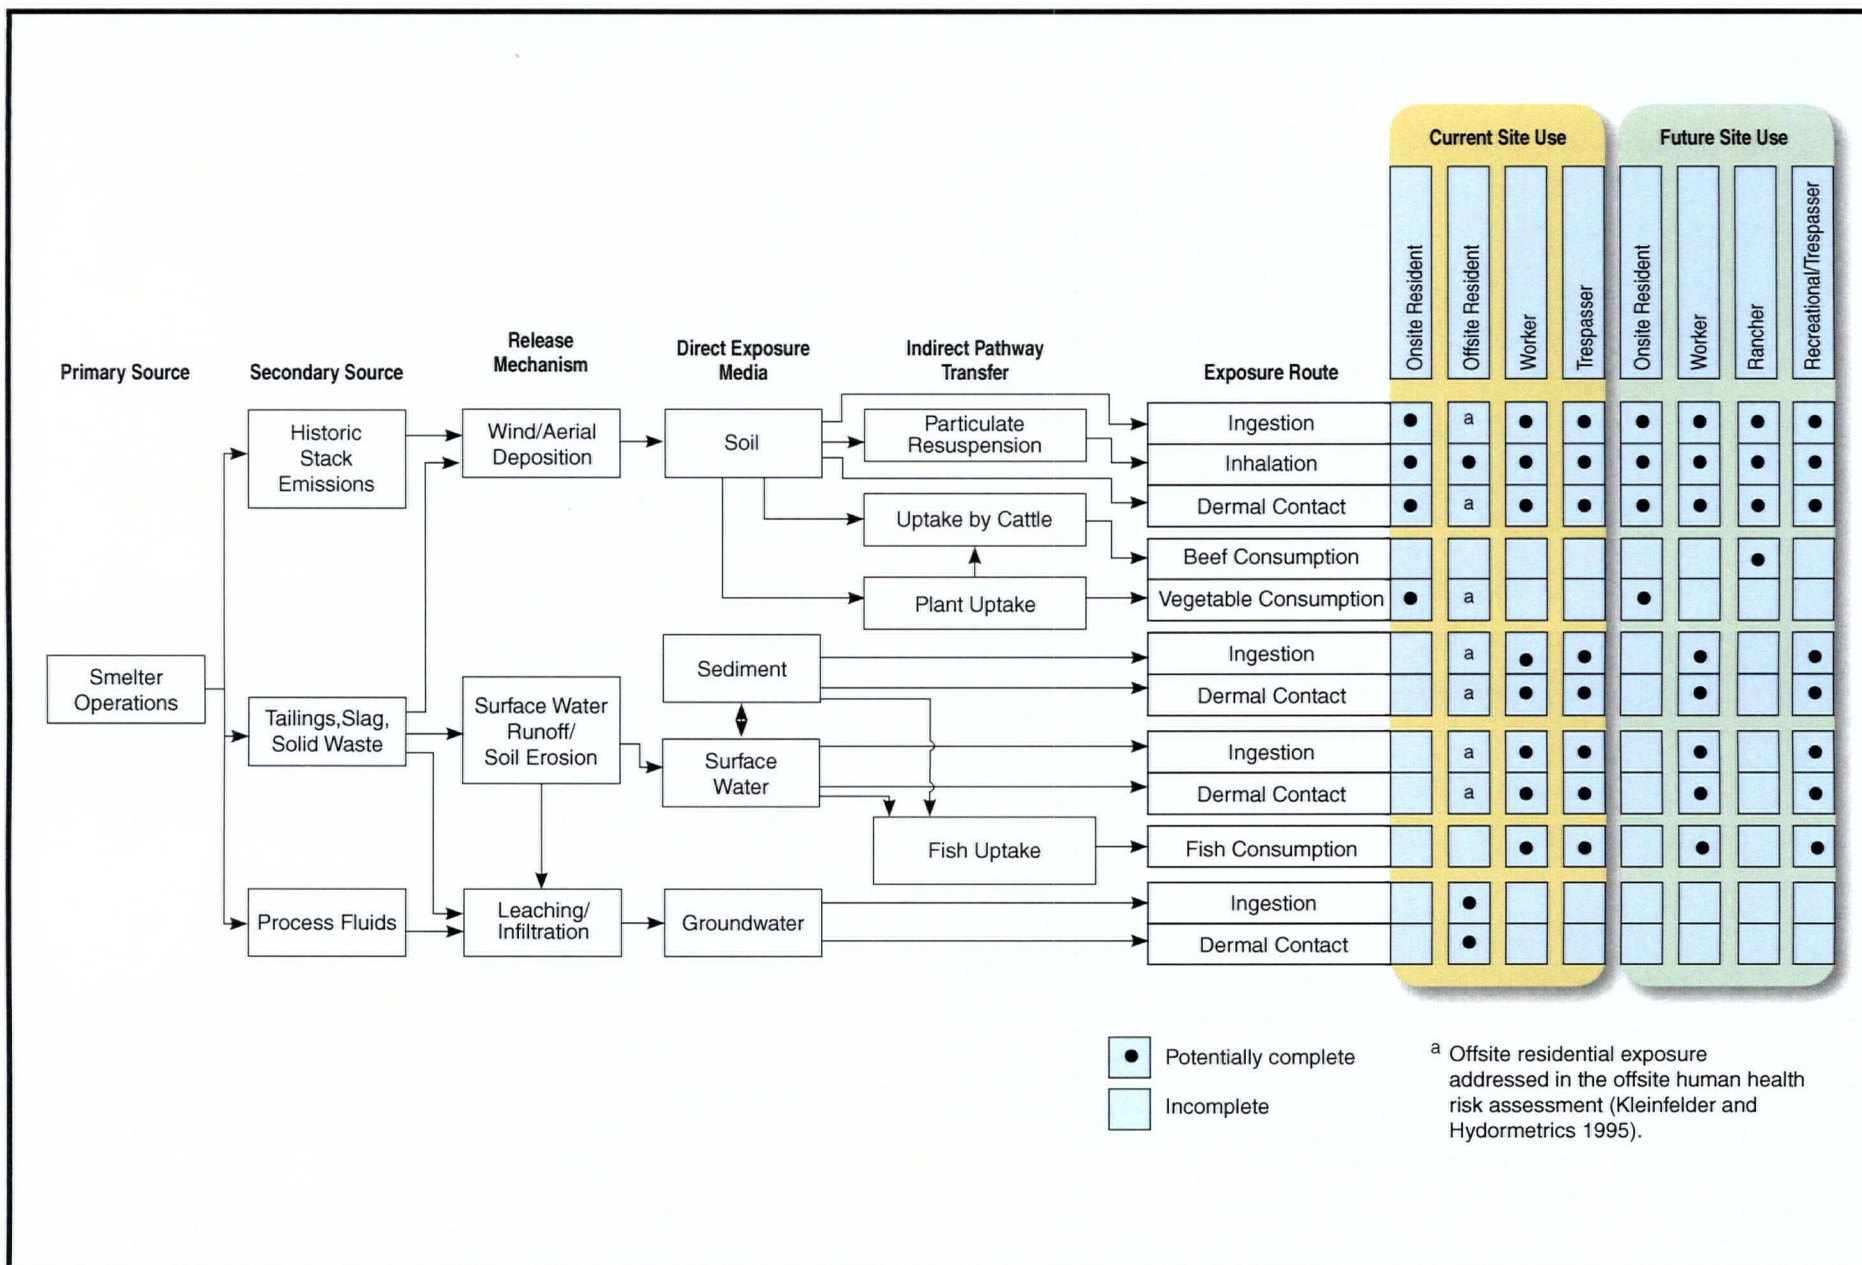 Current Site Use
Future Site Use
Onsite Resident
Offsite Resident
Worker
Trespasser
Onsite Resident
Worker
Rancher
Recreational/Trespasser
Primary Source
Secondary Source
Release
Mechanism
Direct Exposure
Media
Indirect Pathway
Transfer
Exposure Route
Smelter
Operations
Historic
Stack
Emissions
Tailings,Slag,
Solid Waste
Process Fluids
Wind/Aerial
Deposition
Surface Water
Runoff/
Soil Erosion
Leaching/
Infiltration
Soil
Sediment
Surface
Water
Groundwater
Particulate
Resuspension
Uptake by Cattle
Plant Uptake
Fish Uptake
Ingestion
a
Inhalation
Dermal Contact
a
Beef Consumption
Vegetable Consumption
a
Ingestion
a
Dermal Contact
a
Ingestion
a
Dermal Contact
a
Fish Consumption
Ingestion
Dermal Contact
Potentially complete
Incomplete
a Offsite residential exposure
addressed in the offsite human health
risk assessment (Kleinfelder and
Hydormetrics 1995).